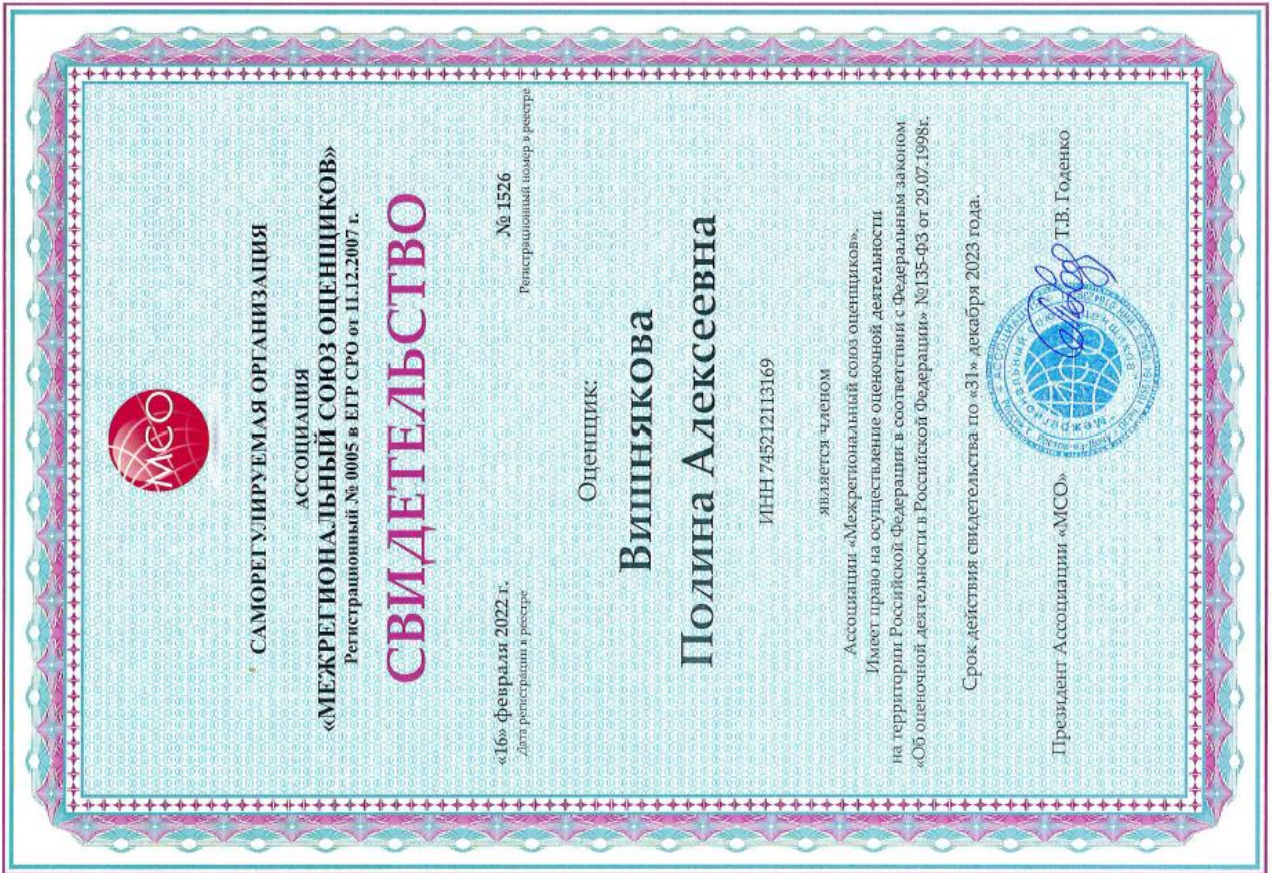 МСО
САМОРЕГУЛИРУЕМАЯ ОРГАНИЗАЦИЯ
АССОЦИАЦИЯ
«МЕЖРЕГИОНАЛЬНЫЙ СОЮЗ ОЦЕНЩИКОВ»
Регистрационный № 0005 в ЕГР СРО от 11.12.2007 г.
СВИДЕТЕЛЬСТВО
«16» февраля 2022 г. № 1526
Дата регистрации в реестре Регистрационный номер в реестре
Оценщик:
Вишнякова
Полина Алексеевна
ИНН 745212113169
является членом
Ассоциации «Межрегиональный союз оценщиков».
Имеет право на осуществление оценочной деятельности
на территории Российской Федерации в соответствии с Федеральным законом
«Об оценочной деятельности в Российской Федерации» №135-ФЗ от 29.07.1998г.
Срок действия свидетельства по «31» декабря 2023 года.
Президент Ассоциации «МСО» Т.В. Годенко
АССОЦИАЦИЯ
Межрегиональный